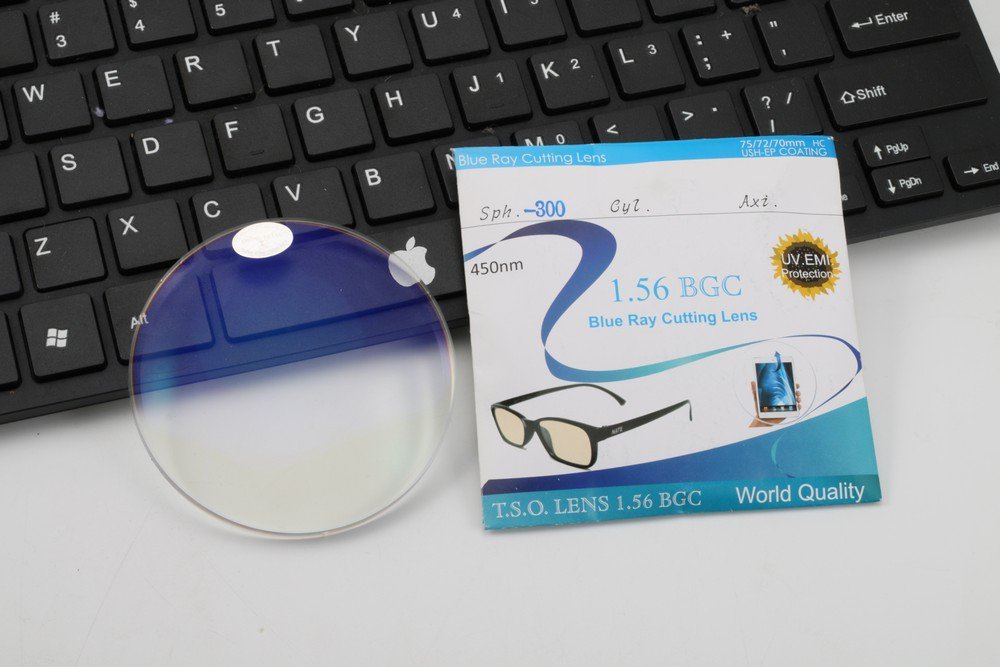 # 3
$ 4
5
W E R T Y U 4 I
S D F G H J 1 K 2 L 3 : ; + " ,
Enter
Z X C V B M 0 < > . ? /
Shift
PgUp
PgDn
End
Alt
Blue Ray Cutting Lens
75/72/70mm HC
USH-EP COATING
Sph. -300 Cyl. Axi.
450nm
UV.EMI
Protection
1.56 BGC
Blue Ray Cutting Lens
T.S.O. LENS 1.56 BGC
World Quality